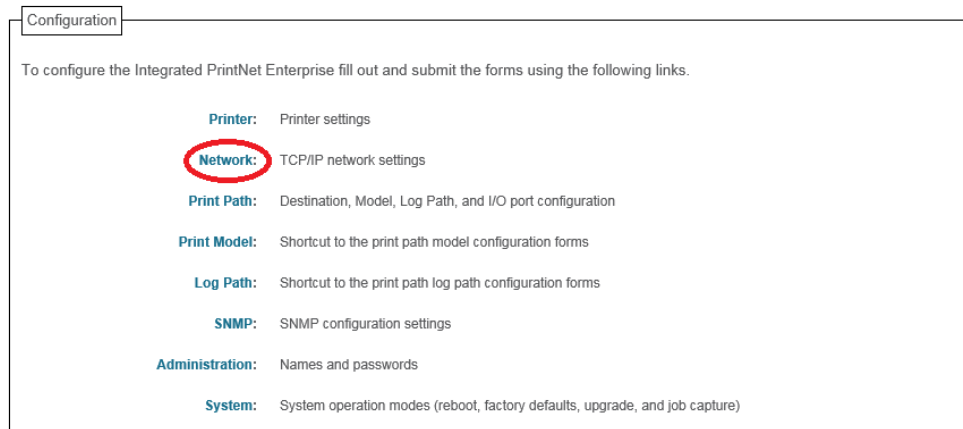 Configuration
To configure the Integrated PrintNet Enterprise fill out and submit the forms using the following links.
Printer: Printer settings
Network: TCP/IP network settings
Print Path: Destination, Model, Log Path, and I/O port configuration
Print Model: Shortcut to the print path model configuration forms
Log Path: Shortcut to the print path log path configuration forms
SNMP: SNMP configuration settings
Administration: Names and passwords
System: System operation modes (reboot, factory defaults, upgrade, and job capture)